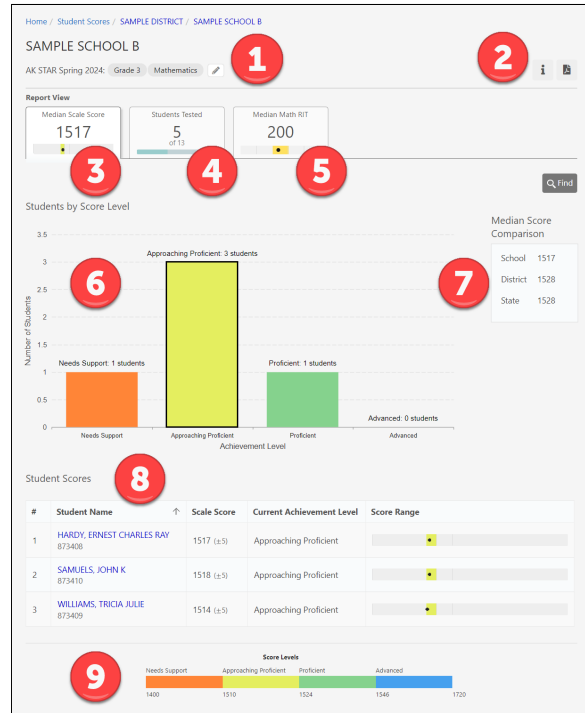 Home / Student Scores / SAMPLE DISTRICT / SAMPLE SCHOOL B
SAMPLE SCHOOL B
1
2
AK STAR Spring 2024: Grade 3 Mathematics
i
Report View
Median Scale Score
1517
Students Tested
5
of 13
Median Math RIT
200
3
4
5
Find
Students by Score Level
Median Score
Comparison
School 1517
District 1528
State 1528
6
7
Number of Students
3.5
3
2.5
2
1.5
1
0.5
0
Approaching Proficient: 3 students
Needs Support: 1 students
Proficient: 1 students
Advanced: 0 students
Needs Support Approaching Proficient Proficient Advanced
Achievement Level
Student Scores
8
# Student Name ↑ Scale Score Current Achievement Level Score Range
1 HARDY, ERNEST CHARLES RAY 1517 (±5) Approaching Proficient
873408
2 SAMUELS, JOHN K 1518 (±5) Approaching Proficient
873410
3 WILLIAMS, TRICIA JULIE 1514 (±5) Approaching Proficient
873409
9
Score Levels
Needs Support Approaching Proficient Proficient Advanced
1400 1510 1524 1546 1720